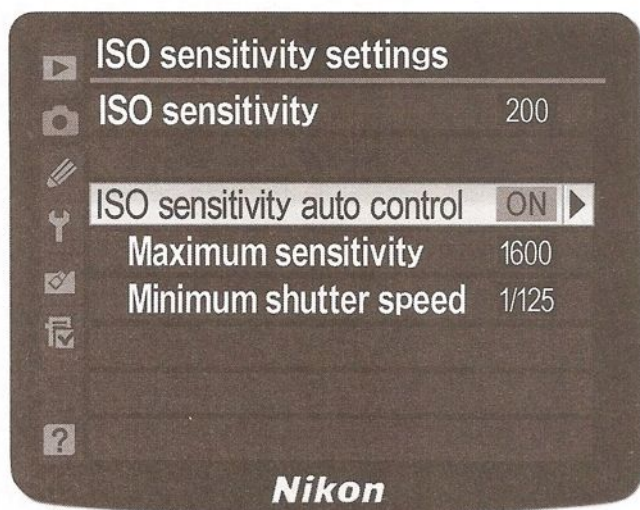 ISO sensitivity settings
ISO sensitivity 200
ISO sensitivity auto control ON
Maximum sensitivity 1600
Minimum shutter speed 1/125
?
Nikon